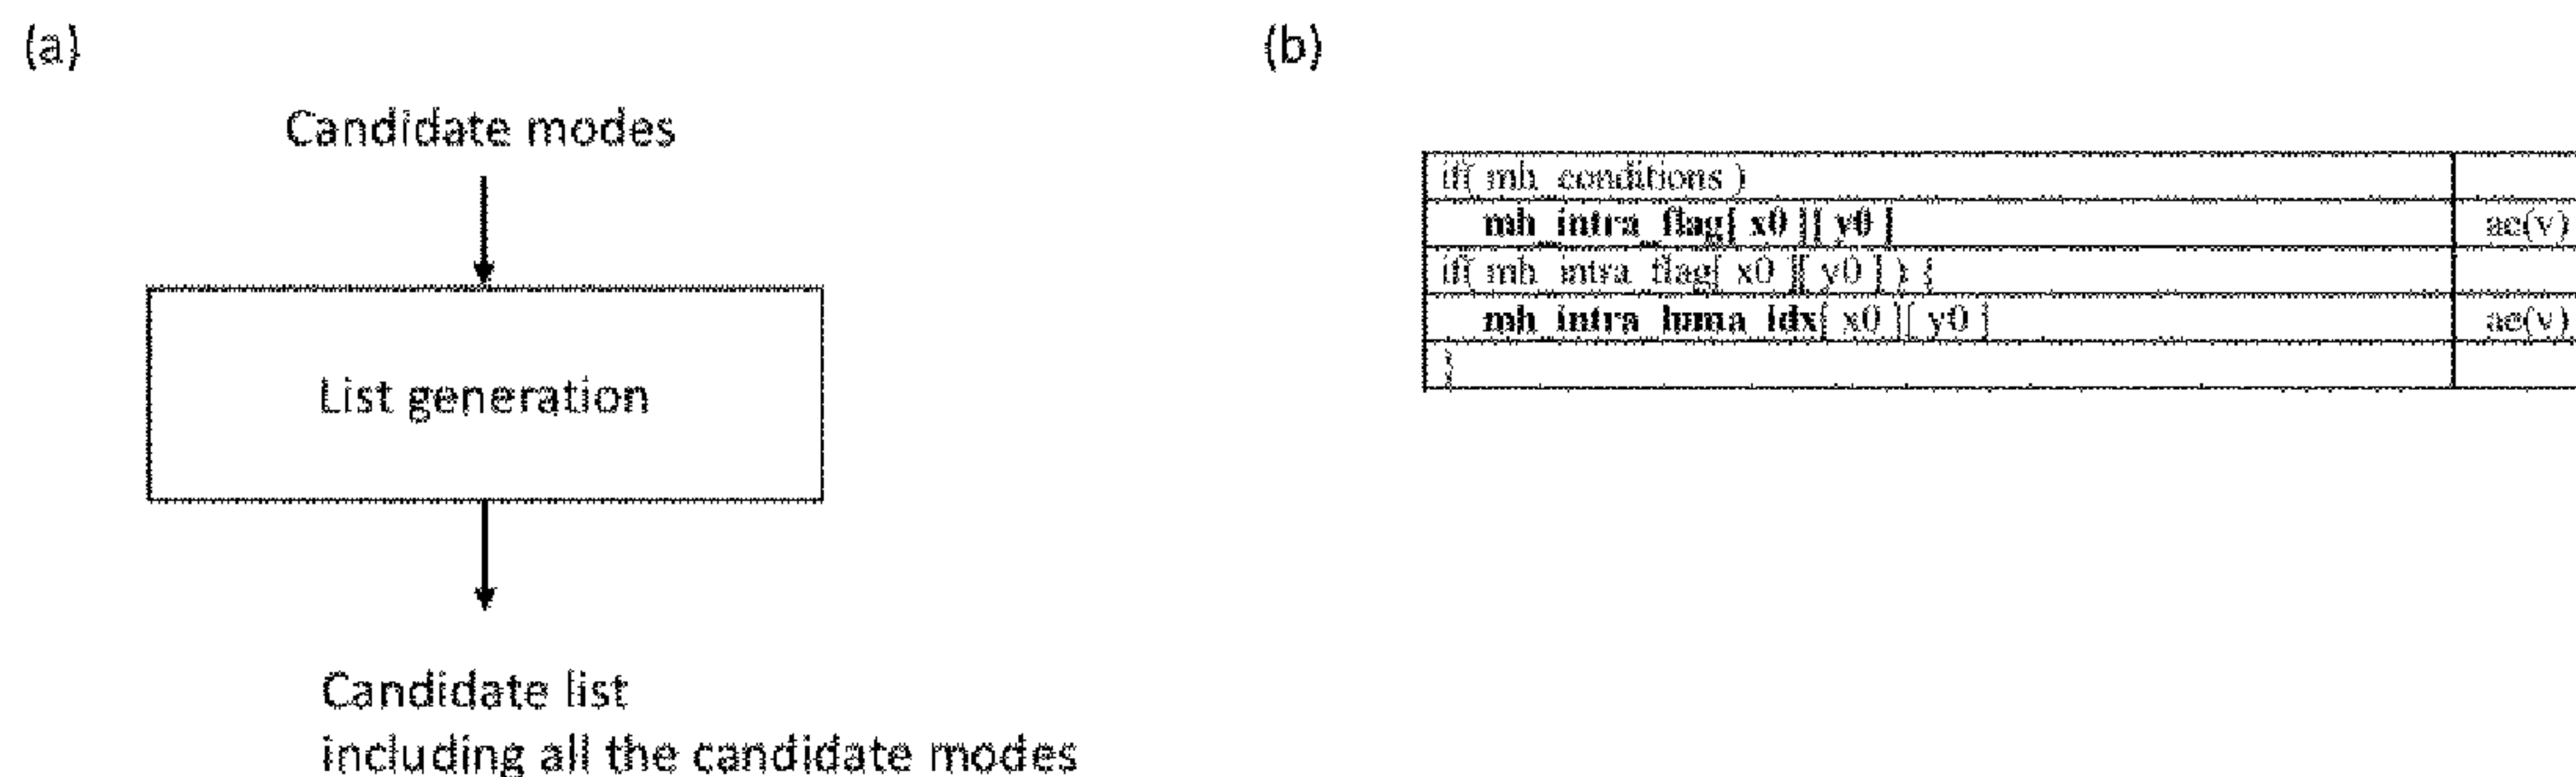 (a)
Candidate modes
List generation
Candidate list
including all the candidate modes
(b)
if( mh_conditions )
mh_intra_flag[ x0 ][ y0 ] ae(v)
if( mh_intra_flag[ x0 ][ y0 ] ) {
mh_intra_luma_idx[ x0 ][ y0 ] ae(v)
}